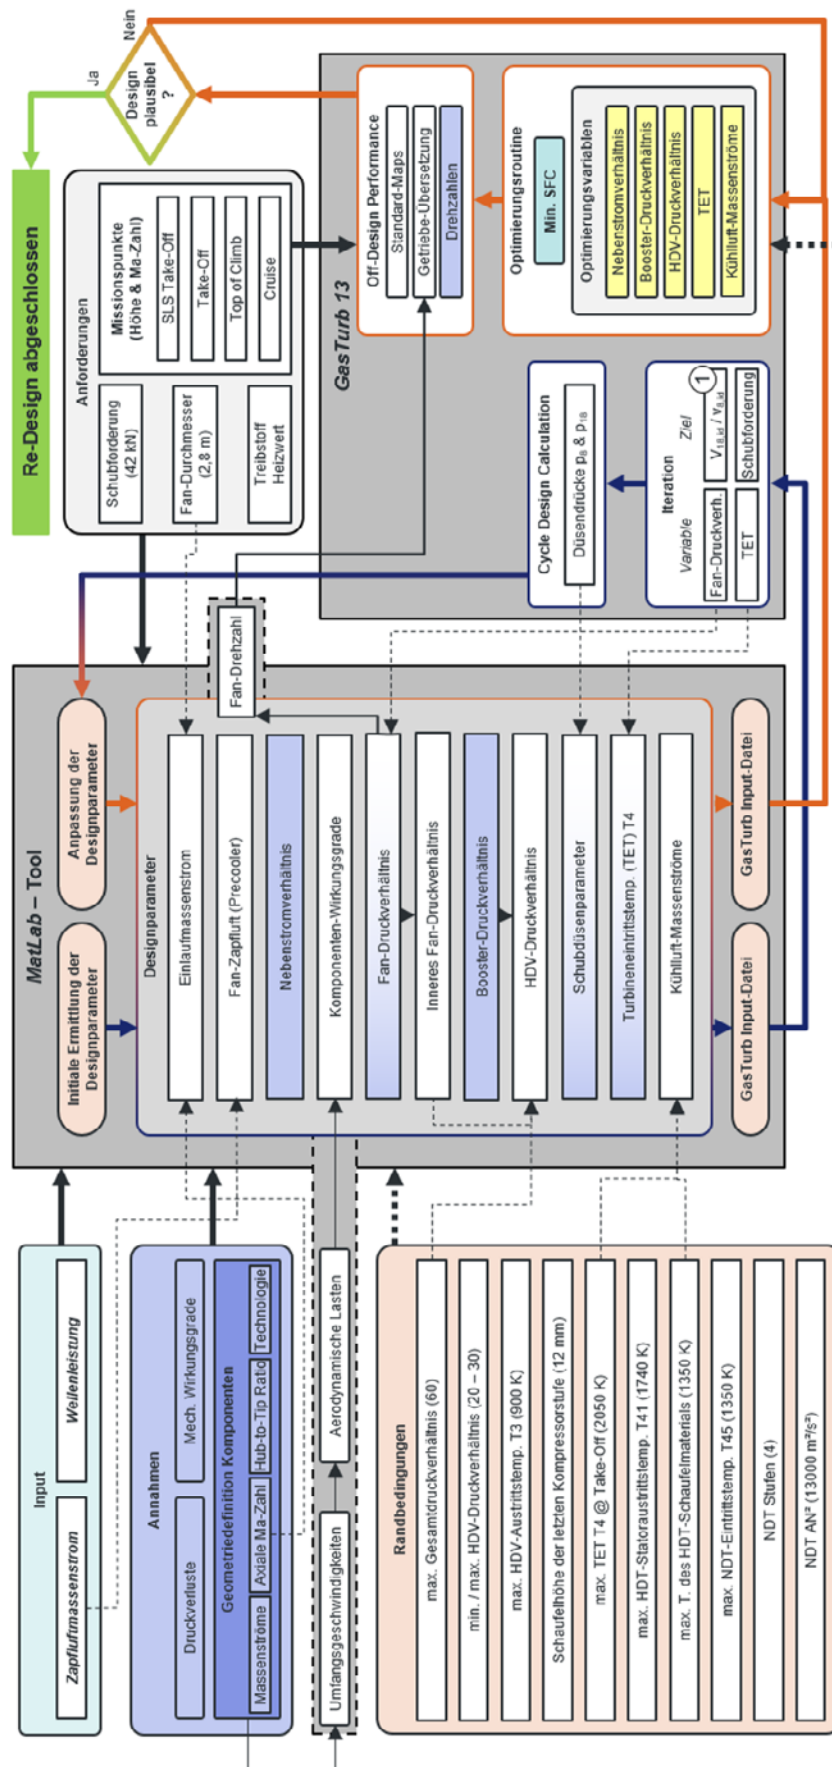 Input
Zapfluftmassenstrom
Wellenleistung
Annahmen
Druckverluste
Mech. Wirkungsgrade
Geometriedefinition Komponenten
Massenströme
Axiale Ma-Zahl
Hub-to-Tip Ratio
Technologie
Umfangsgeschwindigkeiten
Aerodynamische Lasten
Randbedingungen
max. Gesamtdruckverhältnis (60)
min. / max. HDV-Druckverhältnis (20 – 30)
max. HDV-Austrittstemp. T3 (900 K)
Schaufelhöhe der letzten Kompressorstufe (12 mm)
max. TET T4 @ Take-Off (2050 K)
max. HDT-Statoraustrittstemp. T41 (1740 K)
max. T. des HDT-Schaufelmaterials (1350 K)
max. NDT-Eintrittstemp. T45 (1350 K)
NDT Stufen (4)
NDT AN² (13000 m²/s²)
MatLab – Tool
Initiale Ermittlung der
Designparameter
Anpassung der
Designparameter
Designparameter
Einlaufmassenstrom
Fan-Zapfluft (Precooler)
Nebenstromverhältnis
Komponenten-Wirkungsgrade
Fan-Druckverhältnis
Inneres Fan-Druckverhältnis
Booster-Druckverhältnis
HDV-Druckverhältnis
Schubdüsenparameter
Turbineneintrittstemp. (TET) T4
Kühlluft-Massenströme
GasTurb Input-Datei
GasTurb Input-Datei
Fan-Drehzahl
Re-Design abgeschlossen
Ja
Nein
Design
plausibel
?
Anforderungen
Schubforderung
(42 kN)
Fan-Durchmesser
(2,8 m)
Treibstoff
Heizwert
Missionspunkte
(Höhe & Ma-Zahl)
SLS Take-Off
Take-Off
Top of Climb
Cruise
GasTurb 13
Off-Design Performance
Standard-Maps
Getriebe-Übersetzung
Drehzahlen
Cycle Design Calculation
Düsendrücke p8 & p18
Optimierungsroutine
Min. SFC
Optimierungsvariablen
Nebenstromverhältnis
Booster-Druckverhältnis
HDV-Druckverhältnis
TET
Kühlluft-Massenströme
Iteration
Variable
Ziel
Fan-Druckverh.
V18,id / V8,id
1
TET
Schubforderung